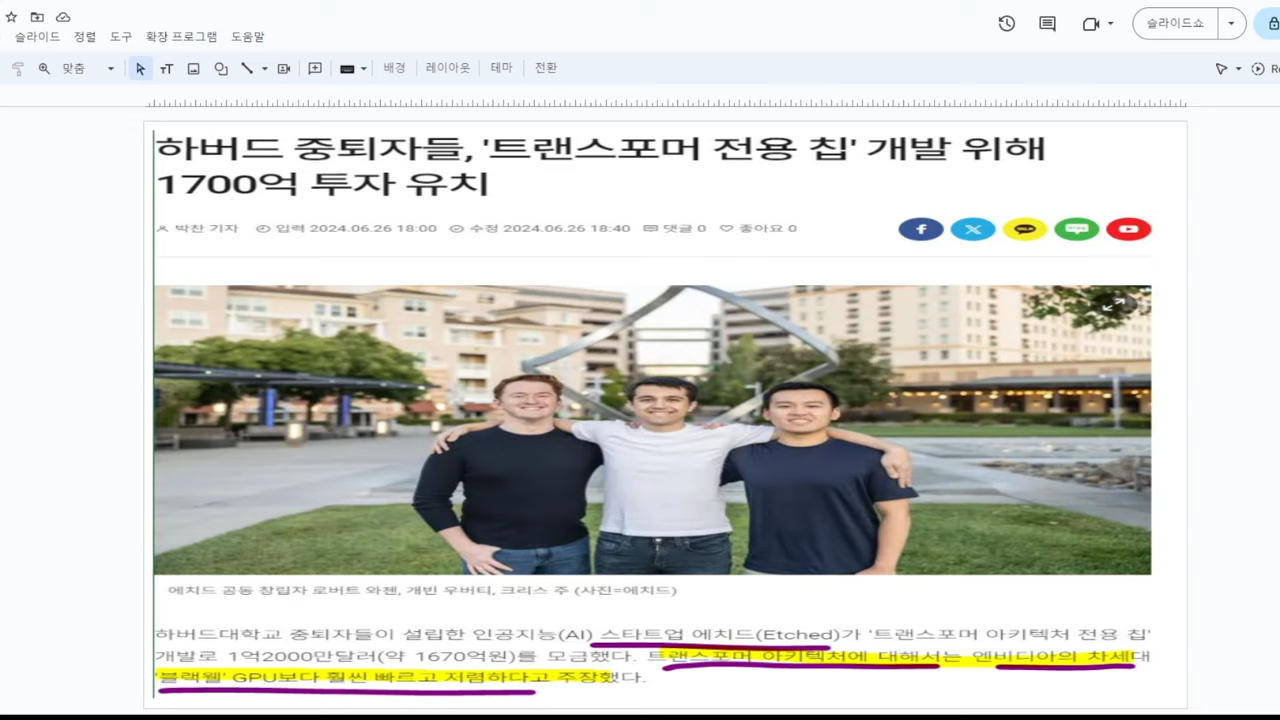 슬라이드 정렬 도구 확장 프로그램 도움말
슬라이드쇼
맞춤 배경 레이아웃 테마 전환
하버드 중퇴자들, '트랜스포머 전용 칩' 개발 위해
1700억 투자 유치
박찬 기자 입력 2024.06.26 18:00 수정 2024.06.26 18:40 댓글 0 좋아요 0
에치드 공동 창립자 로버트 와첸, 개빈 우버티, 크리스 주 (사진=에치드)
하버드대학교 중퇴자들이 설립한 인공지능(AI) 스타트업 에치드(Etched)가 '트랜스포머 아키텍처 전용 칩'
개발로 1억2000만달러(약 1670억원)를 모금했다. 트랜스포머 아키텍처에 대해서는 엔비디아의 차세대
'블랙웰' GPU보다 훨씬 빠르고 저렴하다고 주장했다.